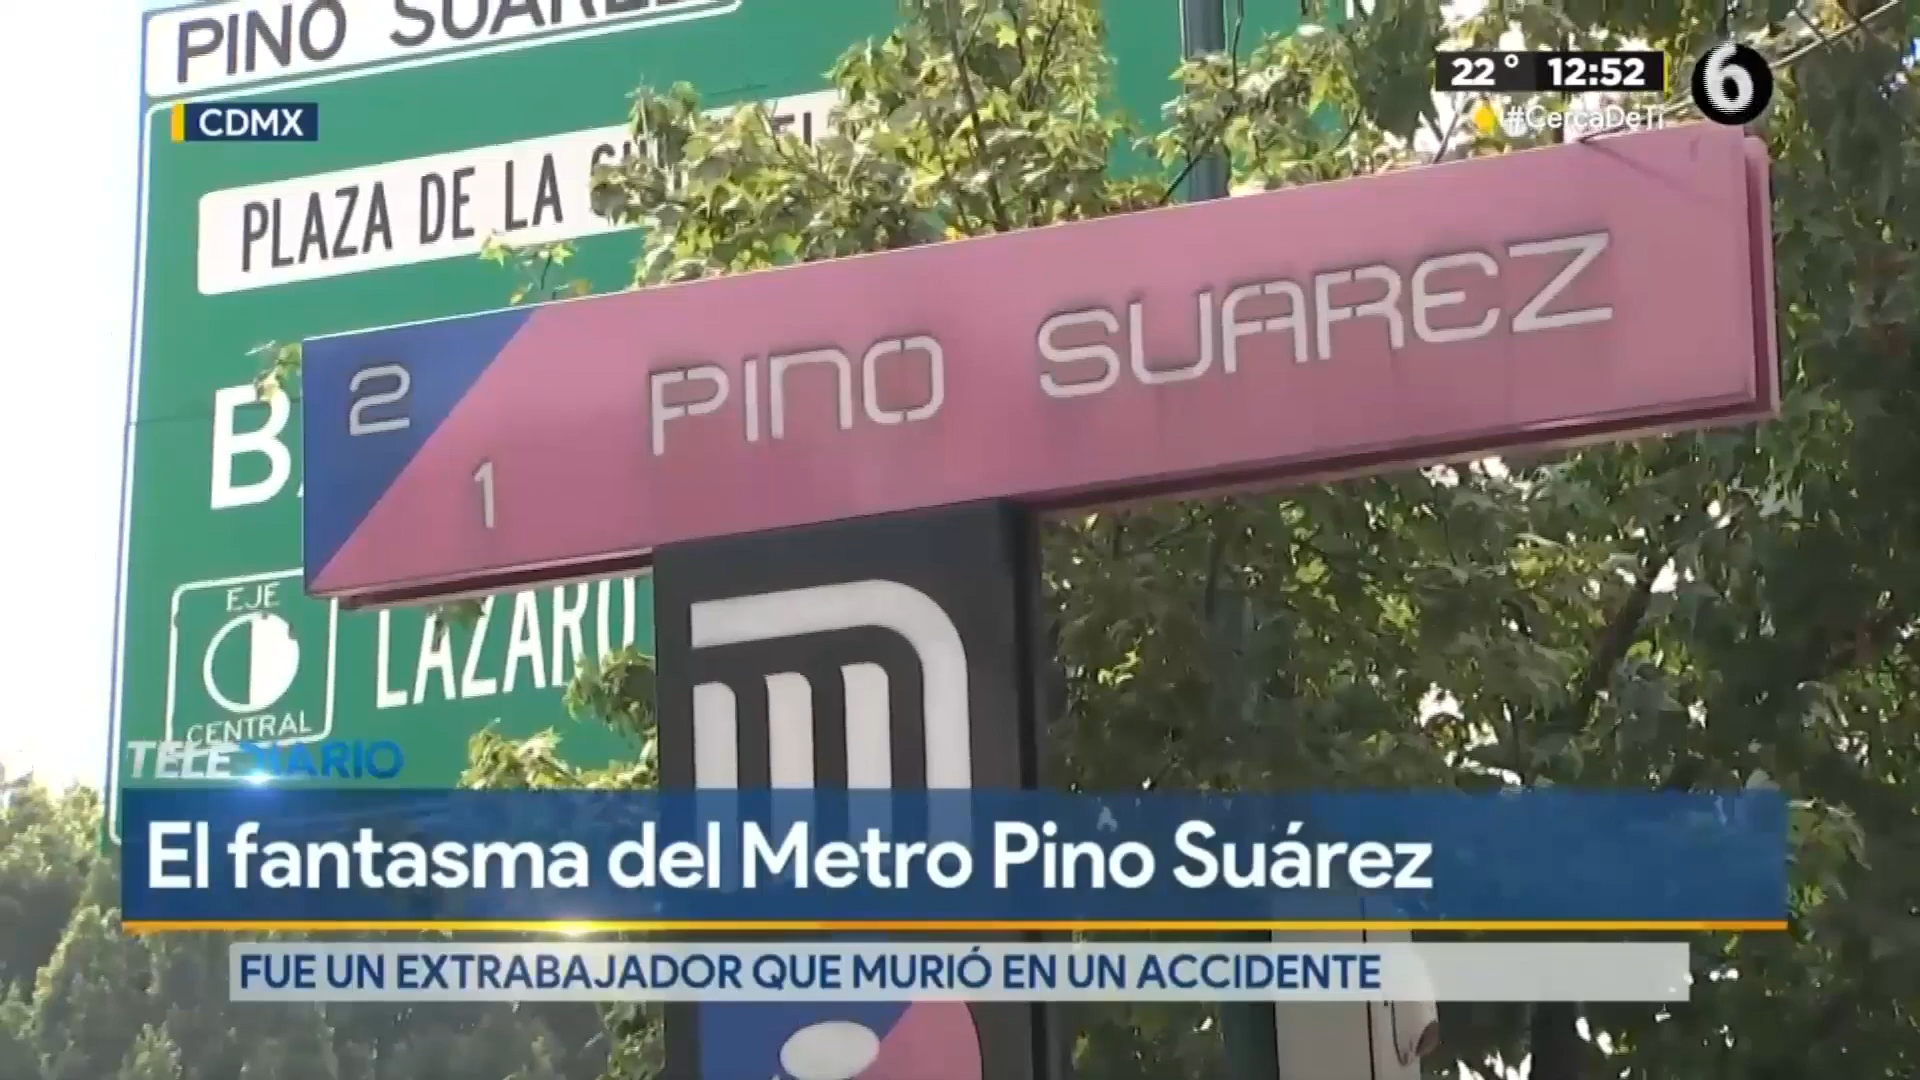 PINO SUÁREZ
22° 12:52
6
#CercaDeTi
CDMX
PLAZA DE LA
2
1
PINO SUAREZ
EJE
CENTRAL
LAZARO
TELEDIARIO
El fantasma del Metro Pino Suárez
FUE UN EXTRABAJADOR QUE MURIÓ EN UN ACCIDENTE